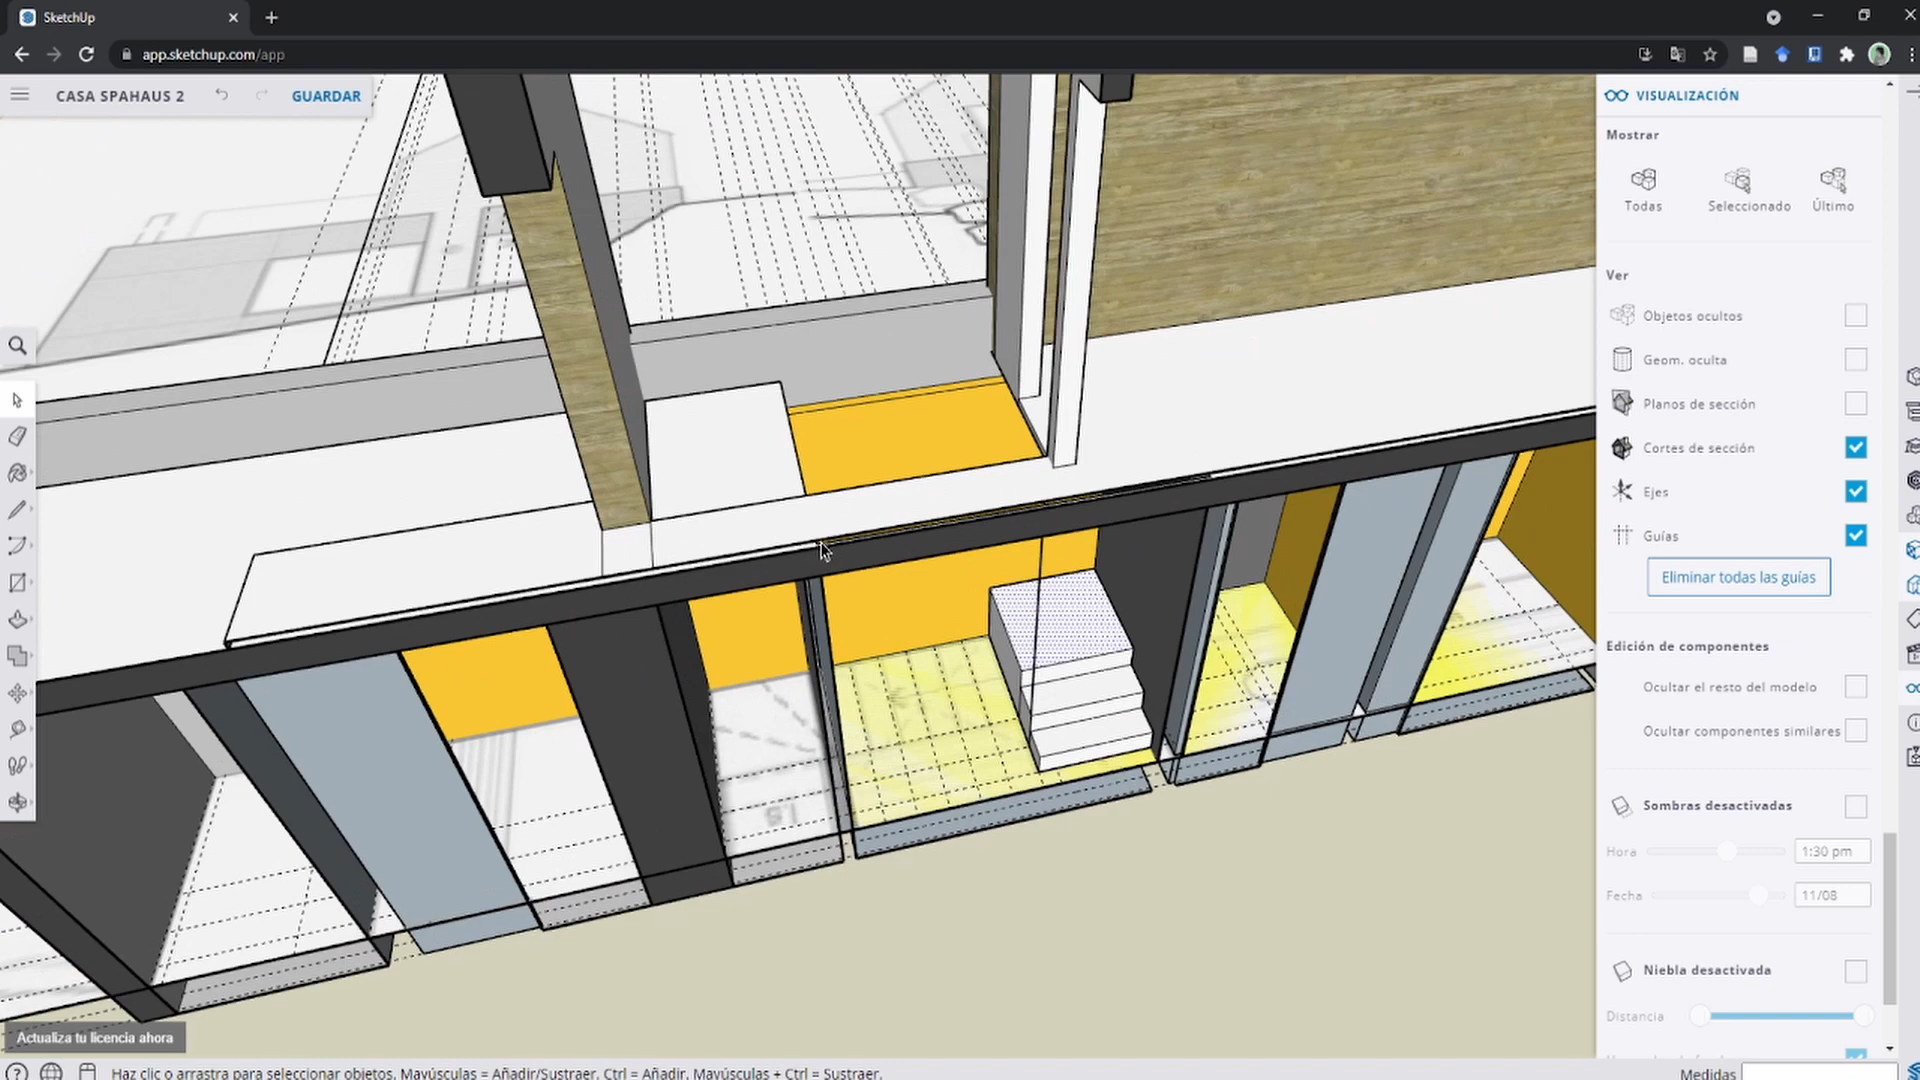 SketchUp
app.sketchup.com/app
CASA SPAHAUS 2
GUARDAR
VISUALIZACIÓN
Mostrar
Todas
Seleccionado
Último
Ver
Objetos ocultos
Geom. oculta
Planos de sección
Cortes de sección
Ejes
Guías
Eliminar todas las guías
Edición de componentes
Ocultar el resto del modelo
Ocultar componentes similares
Sombras desactivadas
Hora
1:30 pm
Fecha
11/08
Niebla desactivada
Distancia
Actualiza tu licencia ahora
Haz clic o arrastra para seleccionar objetos. Mayúsculas = Añadir/Sustraer. Ctrl = Añadir. Mayúsculas + Ctrl = Sustraer.
Medidas